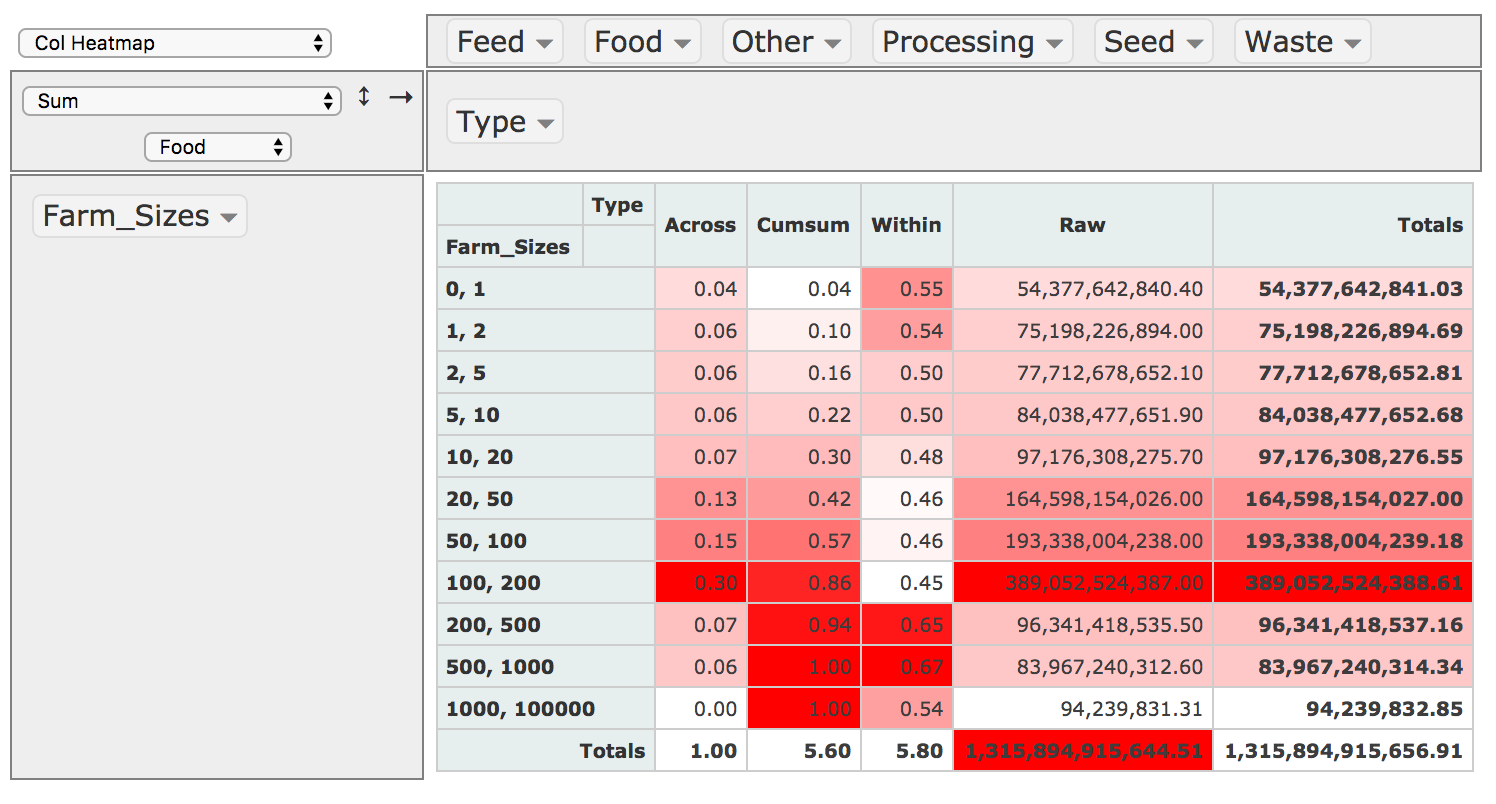 Col Heatmap
Feed Food Other Processing Seed Waste
Sum ↕ →
Food
Type
Farm_Sizes
Type Across Cumsum Within Raw Totals
Farm_Sizes
0, 1 0.04 0.04 0.55 54,377,642,840.40 54,377,642,841.03
1, 2 0.06 0.10 0.54 75,198,226,894.00 75,198,226,894.69
2, 5 0.06 0.16 0.50 77,712,678,652.10 77,712,678,652.81
5, 10 0.06 0.22 0.50 84,038,477,651.90 84,038,477,652.68
10, 20 0.07 0.30 0.48 97,176,308,275.70 97,176,308,276.55
20, 50 0.13 0.42 0.46 164,598,154,026.00 164,598,154,027.00
50, 100 0.15 0.57 0.46 193,338,004,238.00 193,338,004,239.18
100, 200 0.30 0.86 0.45 389,052,524,387.00 389,052,524,388.61
200, 500 0.07 0.94 0.65 96,341,418,535.50 96,341,418,537.16
500, 1000 0.06 1.00 0.67 83,967,240,312.60 83,967,240,314.34
1000, 100000 0.00 1.00 0.54 94,239,831.31 94,239,832.85
Totals 1.00 5.60 5.80 1,315,894,915,644.51 1,315,894,915,656.91